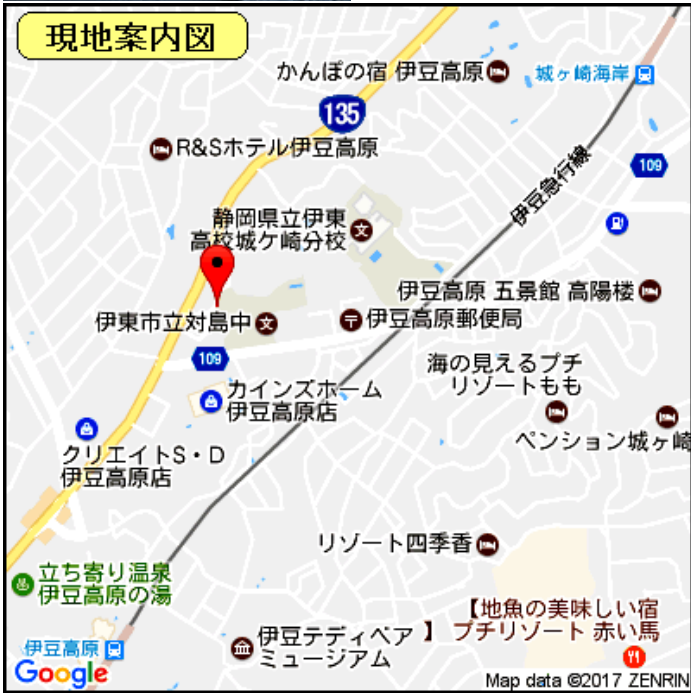 現地案内図
かんぽの宿 伊豆高原
城ヶ崎海岸
135
R&Sホテル伊豆高原
109
伊豆急行線
静岡県立伊東
高校城ケ崎分校
伊豆高原 五景館 高陽楼
伊東市立対島中
伊豆高原郵便局
109
海の見えるプチ
リゾートもも
カインズホーム
伊豆高原店
ペンション城ヶ崎
クリエイトS・D
伊豆高原店
リゾート四季香
立ち寄り温泉
伊豆高原の湯
【地魚の美味しい宿
】 プチリゾート 赤い馬
伊豆テディベア
ミュージアム
伊豆高原
Google
Map data ©2017 ZENRIN